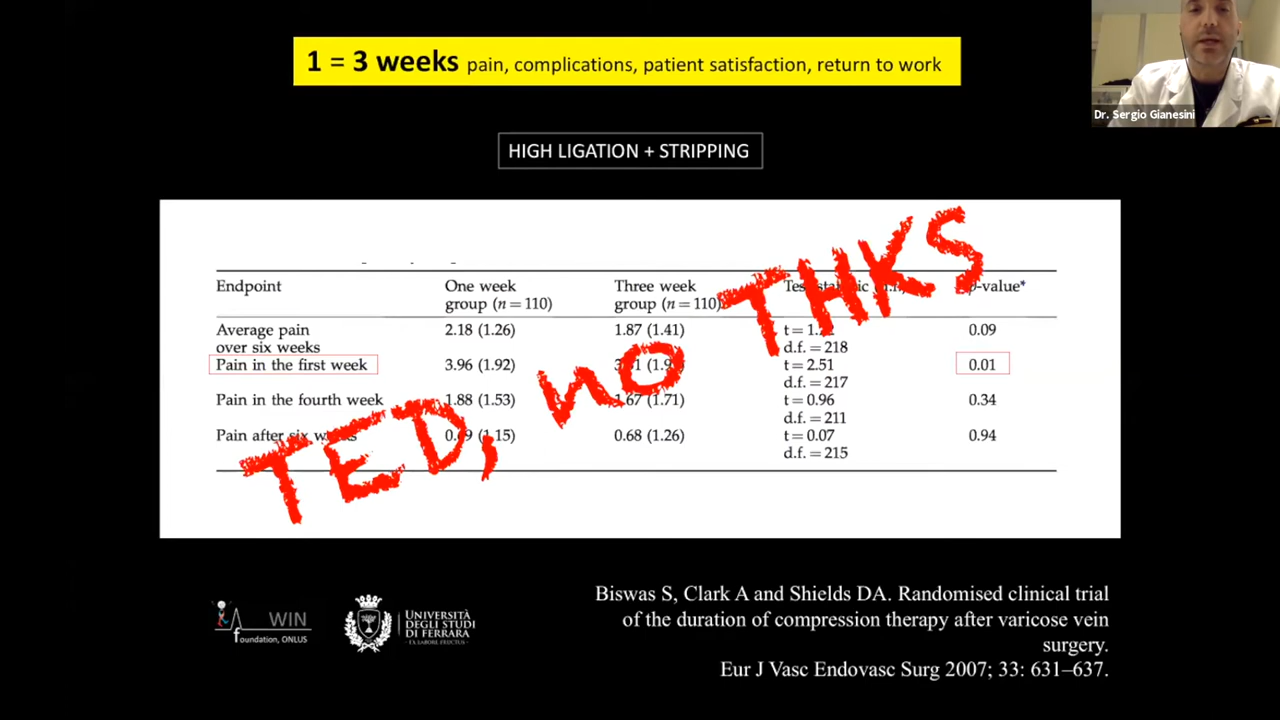 1 = 3 weeks pain, complications, patient satisfaction, return to work
Dr. Sergio Gianesini
HIGH LIGATION + STRIPPING
Endpoint One week Three week p-value*
group (n = 110) group (n = 110)
Average pain 2.18 (1.26) 1.87 (1.41) 0.09
over six weeks d.f. = 218
Pain in the first week 3.96 (1.92) t = 2.51 0.01
d.f. = 217
Pain in the fourth week 1.88 (1.53) 1.67 (1.71) t = 0.96 0.34
d.f. = 211
Pain after six weeks 0.68 (1.26) t = 0.07 0.94
d.f. = 215
TED, no THKS
WIN
foundation, ONLUS
UNIVERSITÀ
DEGLI STUDI
DI FERRARA
- EX LABORE FRUCTUS -
Biswas S, Clark A and Shields DA. Randomised clinical trial
of the duration of compression therapy after varicose vein
surgery.
Eur J Vasc Endovasc Surg 2007; 33: 631–637.